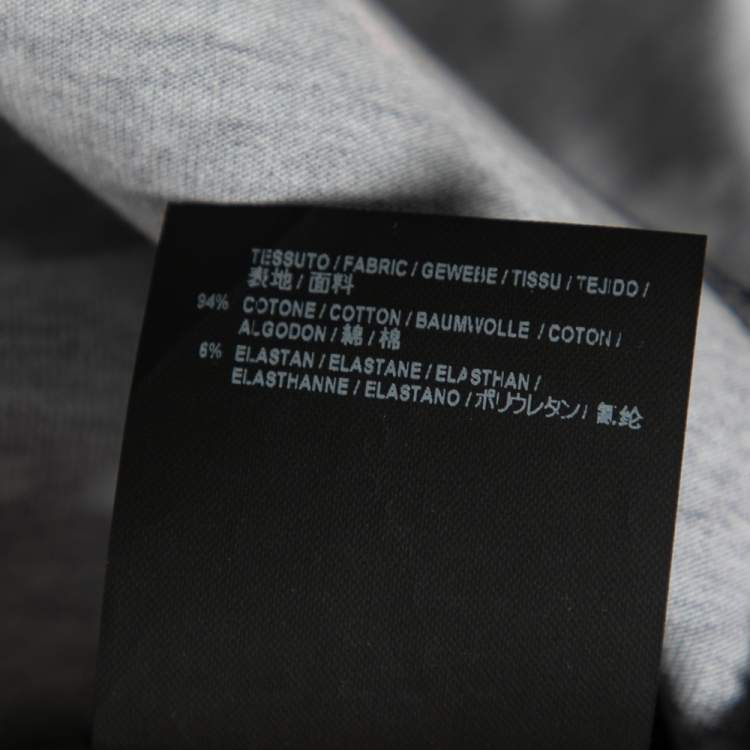 TESSUTO / FABRIC / GEWEBE / TISSU / TEJIDO /
表地 / 面料
94% COTONE / COTTON / BAUMWOLLE / COTON /
ALGODON / 綿 / 棉
6% ELASTAN / ELASTANE / ELASTHAN /
ELASTHANNE / ELASTANO / ポリウレタン / 氨纶